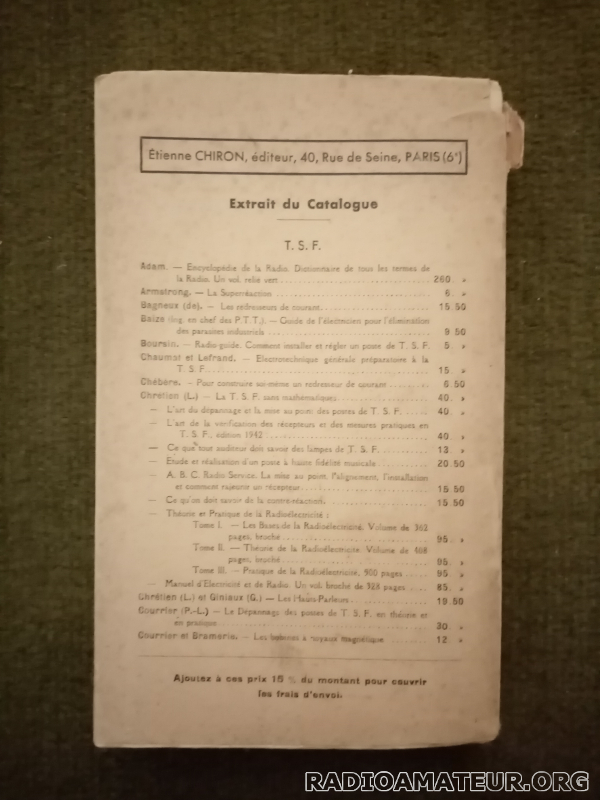 Étienne CHIRON, éditeur, 40, Rue de Seine, PARIS (6e)
Extrait du Catalogue
T. S. F.
Adam. — Encyclopédie de la Radio. Dictionnaire de tous les termes de
la Radio. Un vol. relié vert ........ 260. »
Armstrong. — La Superréaction ........ 6. »
Bagneux (de). — Les redresseurs de courant ........ 15 50
Baize (Ing. en chef des P.T.T.). — Guide de l'électricien pour l'élimination
des parasites industriels ........ 9 50
Boursin. — Radio-guide. Comment installer et régler un poste de T. S. F. 5 »
Chaumat et Lefrand. — Electrotechnique générale préparatoire à la
T. S. F. ........ 15 »
Chébère. — Pour construire soi-même un redresseur de courant ........ 6.50
Chrétien (L.) — La T. S. F. sans mathématiques ........ 40 »
— L'art du dépannage et la mise au point des postes de T. S. F. ...... 40 »
— L'art de la vérification des récepteurs et des mesures pratiques en
T. S. F., édition 1942 ........ 40 »
— Ce que tout auditeur doit savoir des lampes de T. S. F. ........ 13 »
— Etude et réalisation d'un poste à haute fidélité musicale ........ 20.50
— A. B. C. Radio Service. La mise au point, l'alignement, l'installation
et comment rajeunir un récepteur ........ 15 50
— Ce qu'on doit savoir de la contre-réaction ........ 15.50
— Théorie et Pratique de la Radioélectricité :
Tome I. — Les Bases de la Radioélectricité. Volume de 362
pages, broché ........ 95. »
Tome II. — Théorie de la Radioélectricité. Volume de 468
pages, broché ........ 95. »
Tome III. — Pratique de la Radioélectricité, 500 pages ........ 95 »
— Manuel d'Electricité et de Radio. Un vol. broché de 328 pages ........ 85. »
Chrétien (L.) et Giniaux (G.) — Les Hauts-Parleurs ........ 19.50
Courrier (P.-L.) — Le Dépannage des postes de T. S. F. en théorie et
en pratique ........ 30. »
Courrier et Bramerie. — Les bobines à noyaux magnétique ........ 12 »
Ajoutez à ces prix 10 % du montant pour couvrir
les frais d'envoi.
RADIOAMATEUR.ORG